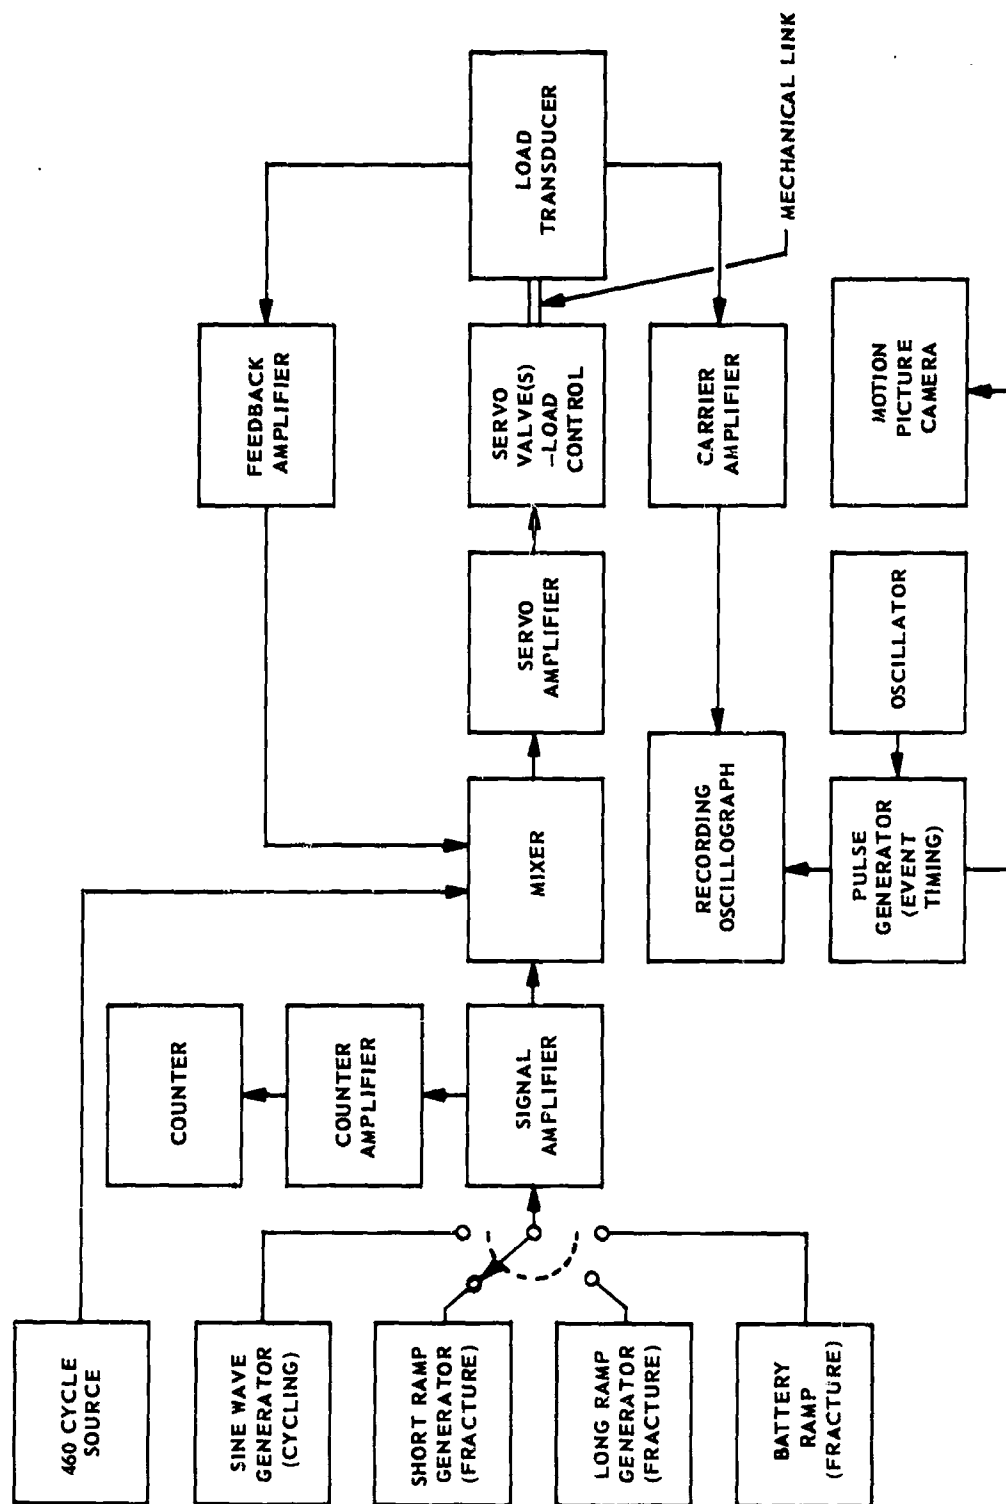 460 CYCLE
SOURCE
SINE WAVE
GENERATOR
(CYCLING)
SHORT RAMP
GENERATOR
(FRACTURE)
LONG RAMP
GENERATOR
(FRACTURE)
BATTERY
RAMP
(FRACTURE)
COUNTER
COUNTER
AMPLIFIER
SIGNAL
AMPLIFIER
MIXER
SERVO
AMPLIFIER
FEEDBACK
AMPLIFIER
SERVO
VALVE(S)
–LOAD
CONTROL
LOAD
TRANSDUCER
MECHANICAL LINK
CARRIER
AMPLIFIER
RECORDING
OSCILLOGRAPH
PULSE
GENERATOR
(EVENT
TIMING)
OSCILLATOR
MOTION
PICTURE
CAMERA